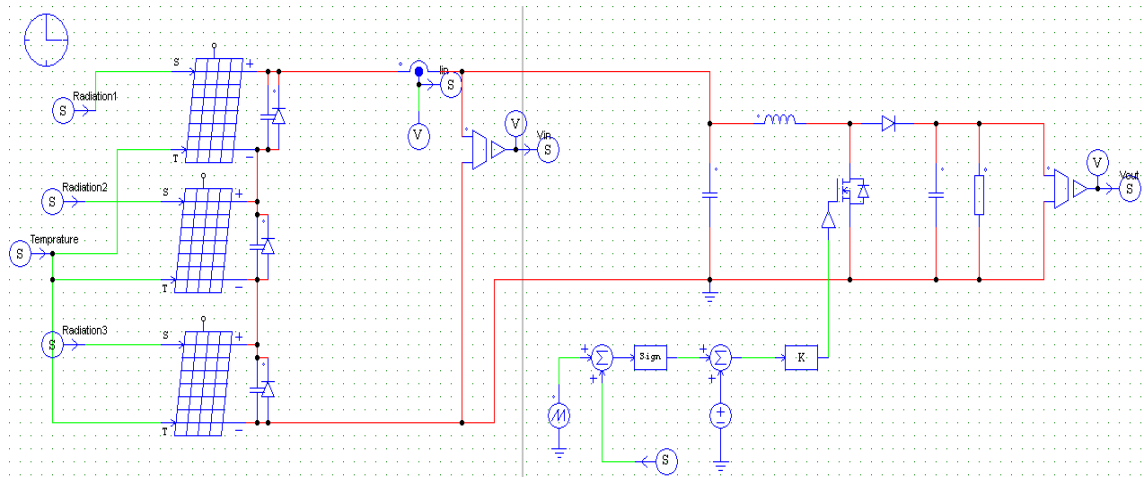 S
+
Radiation1
S
T
−
Iin
S
V
V
Vin
S
Radiation2
S
S
+
Temprature
S
T
−
V
Vout
S
Radiation3
S
S
+
T
−
+
+
Sign
+
+
K
S